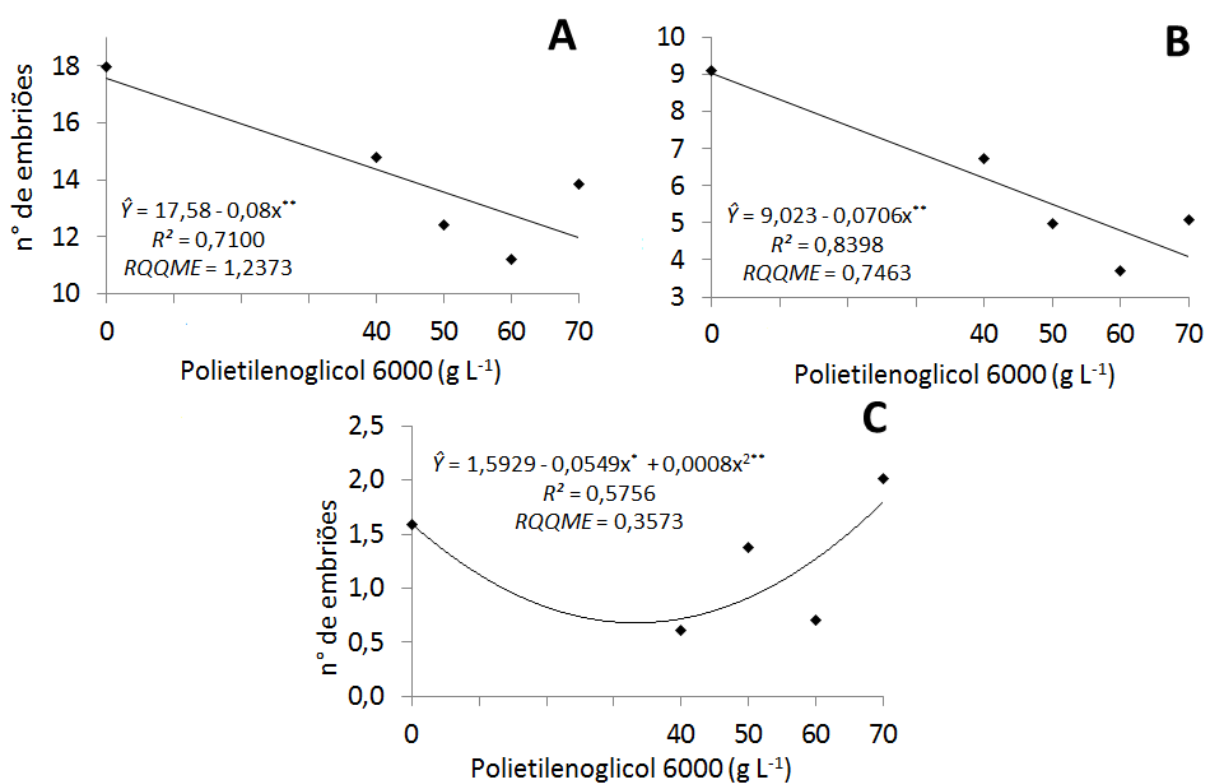 A
n° de embriões
18
16
14
12
10
Ŷ = 17,58 - 0,08x**
R² = 0,7100
RQQME = 1,2373
0 40 50 60 70
Polietilenoglicol 6000 (g L⁻¹)
B
10
9
8
7
6
5
4
3
Ŷ = 9,023 - 0,0706x**
R² = 0,8398
RQQME = 0,7463
0 40 50 60 70
Polietilenoglicol 6000 (g L⁻¹)
C
n° de embriões
2,5
2,0
1,5
1,0
0,5
0,0
Ŷ = 1,5929 - 0,0549x* + 0,0008x²**
R² = 0,5756
RQQME = 0,3573
0 40 50 60 70
Polietilenoglicol 6000 (g L⁻¹)